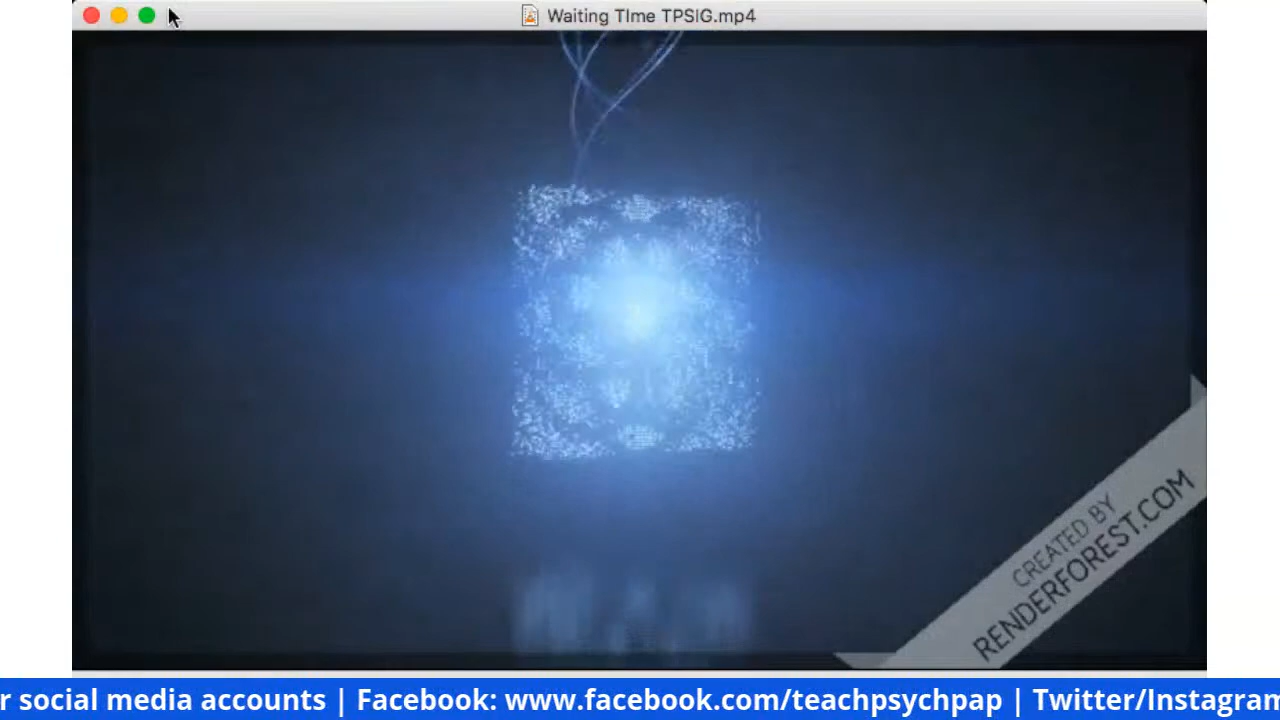 Waiting TIme TPSIG.mp4
CREATED BY
RENDERFOREST.COM
r social media accounts | Facebook: www.facebook.com/teachpsychpap | Twitter/Instagram